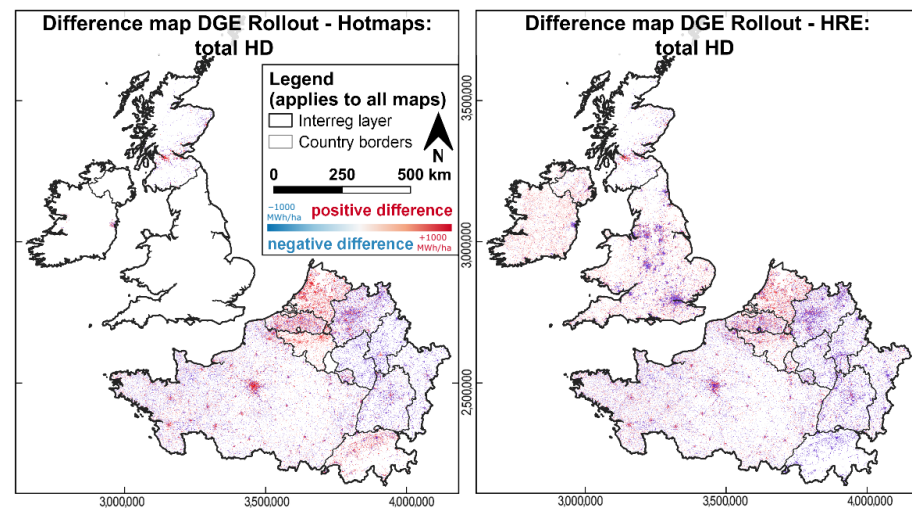 Difference map DGE Rollout - Hotmaps:
total HD
Legend
(applies to all maps)
Interreg layer
Country borders
N
0 250 500 km
−1000
MWh/ha
positive difference
negative difference
+1000
MWh/ha
3,000,000 3,500,000 4,000,000
Difference map DGE Rollout - HRE:
total HD
3,500,000
3,000,000
2,500,000
3,000,000 3,500,000 4,000,000